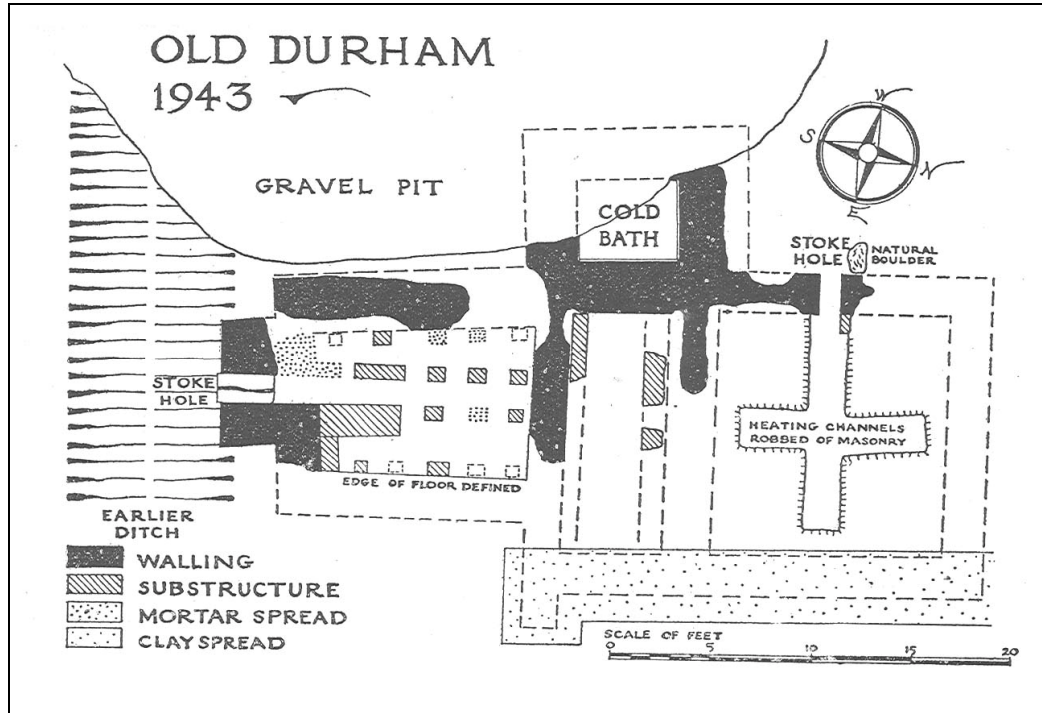 OLD DURHAM
1943
GRAVEL PIT
COLD
BATH
W
S
N
E
STOKE
HOLE
NATURAL
BOULDER
STOKE
HOLE
HEATING CHANNELS
ROBBED OF MASONRY
EDGE OF FLOOR DEFINED
EARLIER
DITCH
WALLING
SUBSTRUCTURE
MORTAR SPREAD
CLAY SPREAD
SCALE OF FEET
0 5 10 15 20